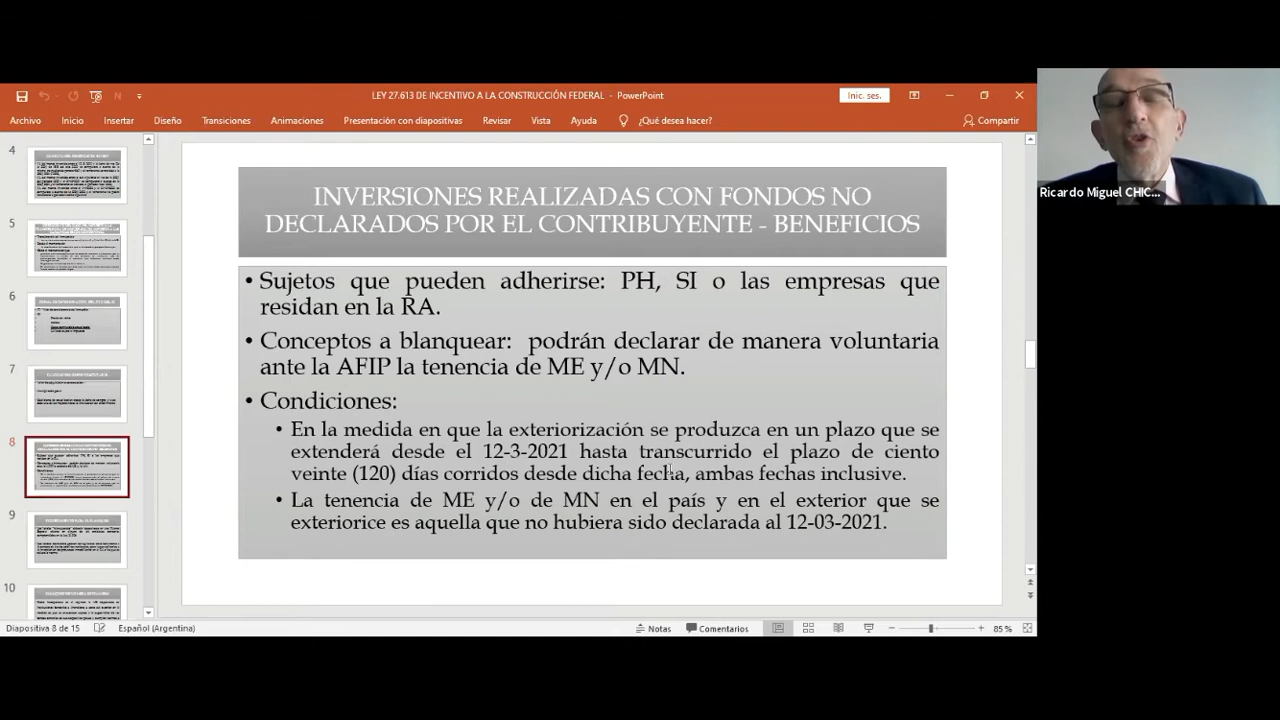 LEY 27.613 DE INCENTIVO A LA CONSTRUCCIÓN FEDERAL - PowerPoint
Inic. ses.
Archivo Inicio Insertar Diseño Transiciones Animaciones Presentación con diapositivas Revisar Vista Ayuda ¿Qué desea hacer? Compartir
4
5
6
7
8
9
10
INVERSIONES REALIZADAS CON FONDOS NO
DECLARADOS POR EL CONTRIBUYENTE - BENEFICIOS
• Sujetos que pueden adherirse: PH, SI o las empresas que
residan en la RA.
• Conceptos a blanquear: podrán declarar de manera voluntaria
ante la AFIP la tenencia de ME y/o MN.
• Condiciones:
• En la medida en que la exteriorización se produzca en un plazo que se
extenderá desde el 12-3-2021 hasta transcurrido el plazo de ciento
veinte (120) días corridos desde dicha fecha, ambas fechas inclusive.
• La tenencia de ME y/o de MN en el país y en el exterior que se
exteriorice es aquella que no hubiera sido declarada al 12-03-2021.
Ricardo Miguel CHIC...
Diapositiva 8 de 15 Español (Argentina) Notas Comentarios 85 %